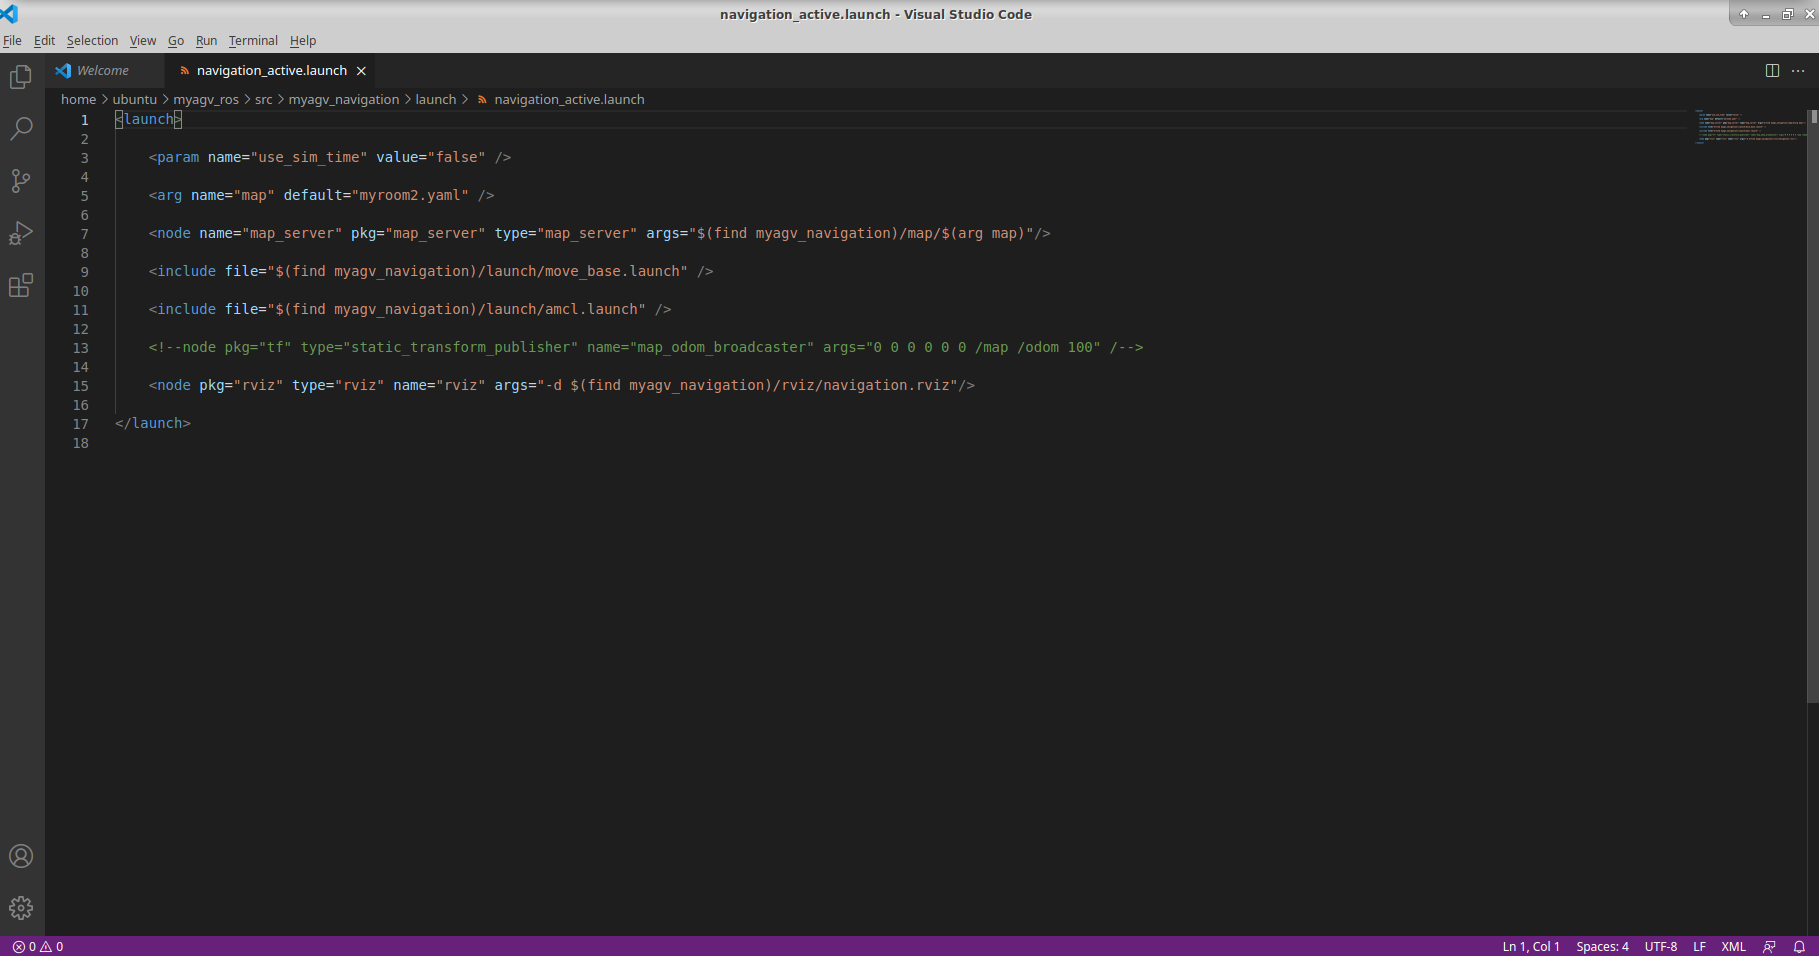 navigation_active.launch - Visual Studio Code
File Edit Selection View Go Run Terminal Help
Welcome navigation_active.launch
home > ubuntu > myagv_ros > src > myagv_navigation > launch > navigation_active.launch
1 <launch>
2
3 <param name="use_sim_time" value="false" />
4
5 <arg name="map" default="myroom2.yaml" />
6
7 <node name="map_server" pkg="map_server" type="map_server" args="$(find myagv_navigation)/map/$(arg map)"/>
8
9 <include file="$(find myagv_navigation)/launch/move_base.launch" />
10
11 <include file="$(find myagv_navigation)/launch/amcl.launch" />
12
13 <!--node pkg="tf" type="static_transform_publisher" name="map_odom_broadcaster" args="0 0 0 0 0 0 /map /odom 100" /-->
14
15 <node pkg="rviz" type="rviz" name="rviz" args="-d $(find myagv_navigation)/rviz/navigation.rviz"/>
16
17 </launch>
18
0 0 Ln 1, Col 1 Spaces: 4 UTF-8 LF XML